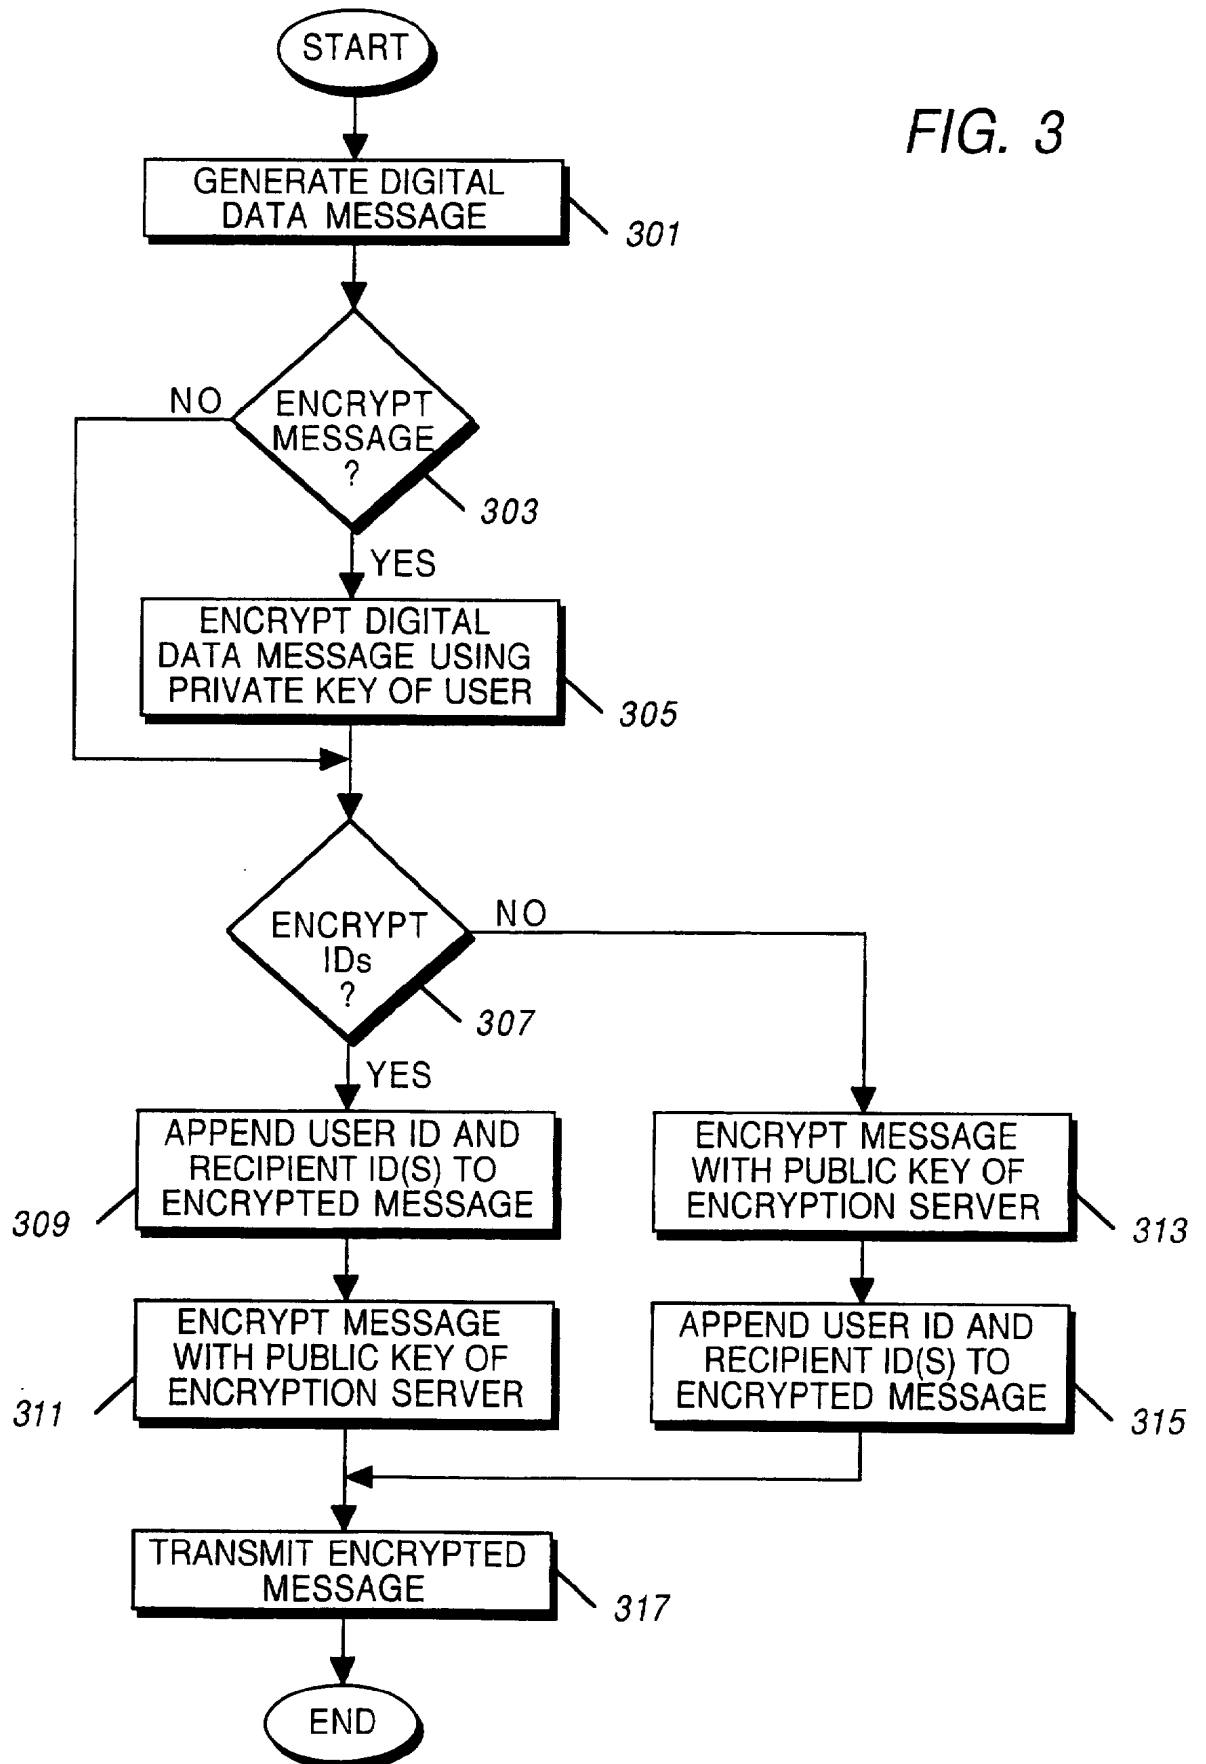 START
FIG. 3
GENERATE DIGITAL
DATA MESSAGE
301
NO
ENCRYPT
MESSAGE
?
303
YES
ENCRYPT DIGITAL
DATA MESSAGE USING
PRIVATE KEY OF USER
305
ENCRYPT
IDs
?
NO
307
YES
APPEND USER ID AND
RECIPIENT ID(S) TO
ENCRYPTED MESSAGE
309
ENCRYPT MESSAGE
WITH PUBLIC KEY OF
ENCRYPTION SERVER
313
ENCRYPT MESSAGE
WITH PUBLIC KEY OF
ENCRYPTION SERVER
311
APPEND USER ID AND
RECIPIENT ID(S) TO
ENCRYPTED MESSAGE
315
TRANSMIT ENCRYPTED
MESSAGE
317
END